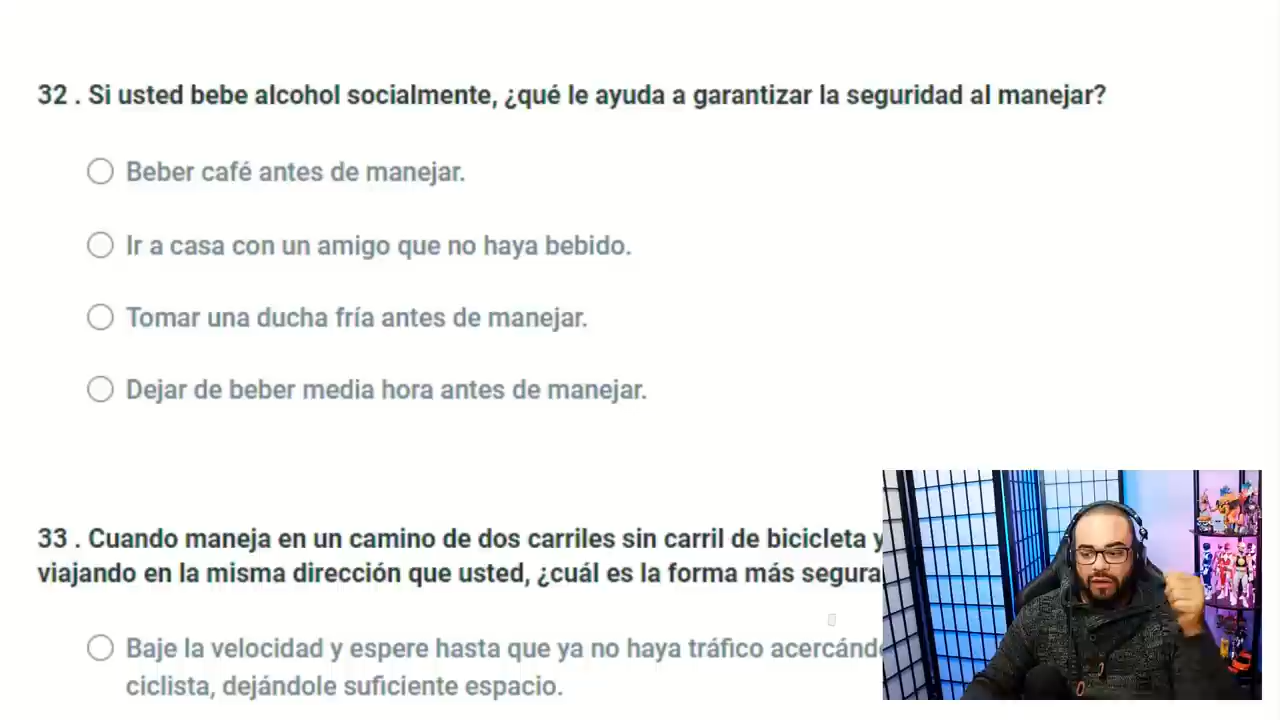 32 . Si usted bebe alcohol socialmente, ¿qué le ayuda a garantizar la seguridad al manejar?
Beber café antes de manejar.
Ir a casa con un amigo que no haya bebido.
Tomar una ducha fría antes de manejar.
Dejar de beber media hora antes de manejar.
33 . Cuando maneja en un camino de dos carriles sin carril de bicicleta y
viajando en la misma dirección que usted, ¿cuál es la forma más segura
Baje la velocidad y espere hasta que ya no haya tráfico
ciclista, dejándole suficiente espacio.